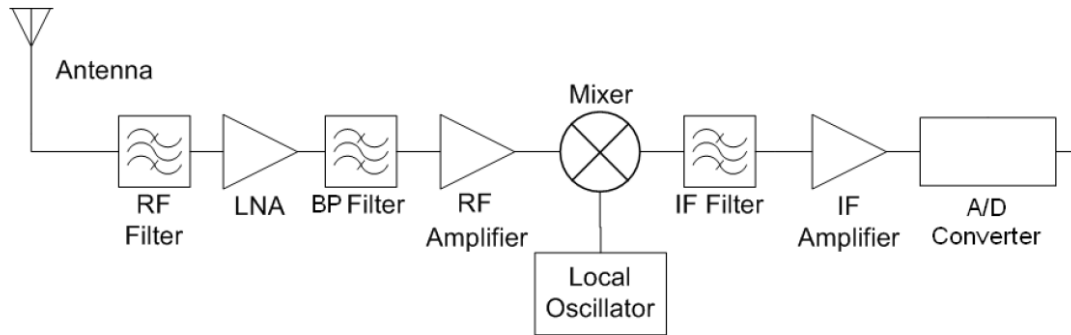 Antenna
RF
Filter
LNA
BP Filter
RF
Amplifier
Mixer
Local
Oscillator
IF Filter
IF
Amplifier
A/D
Converter